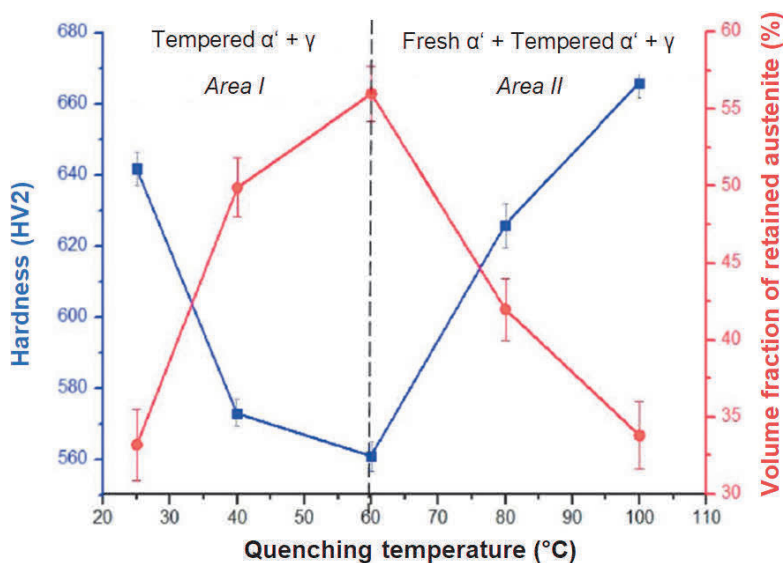 Tempered α‘ + γ
Fresh α‘ + Tempered α‘ + γ
Area I
Area II
Hardness (HV2)
680
660
640
620
600
580
560
Volume fraction of retained austenite (%)
60
55
50
45
40
35
30
20 30 40 50 60 70 80 90 100 110
Quenching temperature (°C)